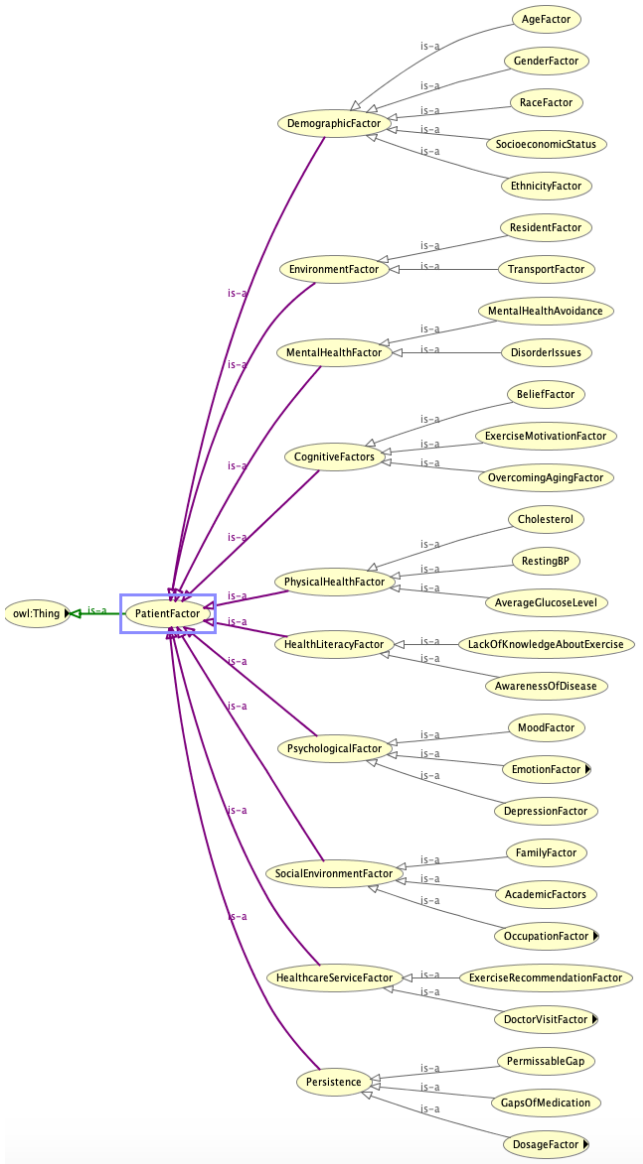 AgeFactor
is-a
GenderFactor
is-a
RaceFactor
is-a
DemographicFactor
is-a
SocioeconomicStatus
is-a
EthnicityFactor
ResidentFactor
is-a
EnvironmentFactor
is-a
TransportFactor
is-a
MentalHealthAvoidance
is-a
MentalHealthFactor
is-a
DisorderIssues
is-a
BeliefFactor
is-a
ExerciseMotivationFactor
is-a
CognitiveFactors
is-a
is-a
OvercomingAgingFactor
Cholesterol
is-a
is-a
RestingBP
is-a
PhysicalHealthFactor
is-a
is-a
AverageGlucoseLevel
owl:Thing
is-a
PatientFactor
is-a
HealthLiteracyFactor
is-a
LackOfKnowledgeAboutExercise
is-a
is-a
AwarenessOfDisease
is-a
MoodFactor
is-a
PsychologicalFactor
is-a
EmotionFactor
is-a
DepressionFactor
is-a
FamilyFactor
SocialEnvironmentFactor
is-a
AcademicFactors
is-a
is-a
OccupationFactor
HealthcareServiceFactor
is-a
ExerciseRecommendationFactor
is-a
is-a
DoctorVisitFactor
is-a
PermissableGap
Persistence
is-a
GapsOfMedication
is-a
DosageFactor